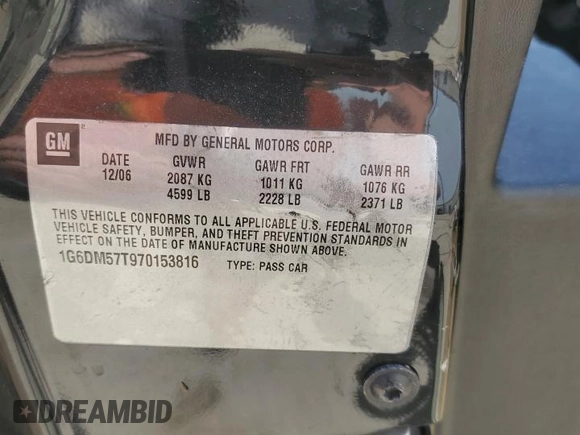 GM
MFD BY GENERAL MOTORS CORP.
DATE GVWR GAWR FRT GAWR RR
12/06 2087 KG 1011 KG 1076 KG
4599 LB 2228 LB 2371 LB
THIS VEHICLE CONFORMS TO ALL APPLICABLE U.S. FEDERAL MOTOR
VEHICLE SAFETY, BUMPER, AND THEFT PREVENTION STANDARDS IN
EFFECT ON THE DATE OF MANUFACTURE SHOWN ABOVE.
1G6DM57T970153816 TYPE: PASS CAR
DREAMBID